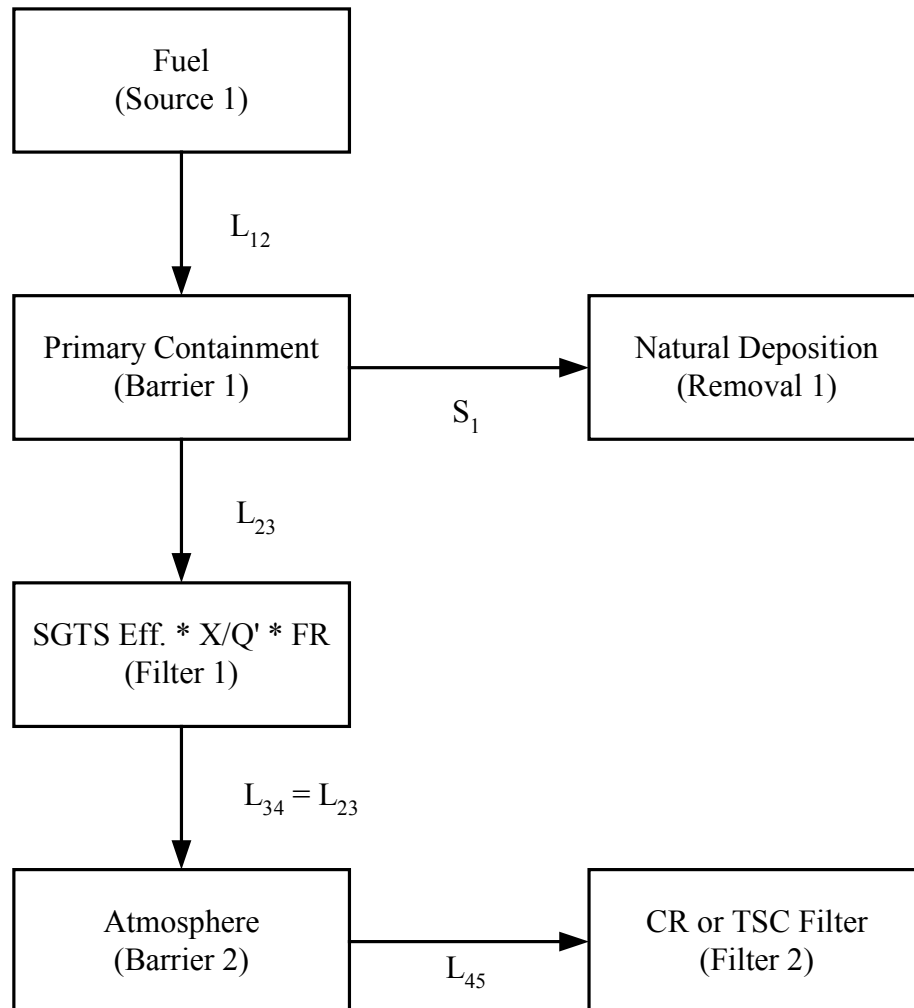 Fuel
(Source 1)
L12
Primary Containment
(Barrier 1)
S1
Natural Deposition
(Removal 1)
L23
SGTS Eff. * X/Q' * FR
(Filter 1)
L34 = L23
Atmosphere
(Barrier 2)
L45
CR or TSC Filter
(Filter 2)